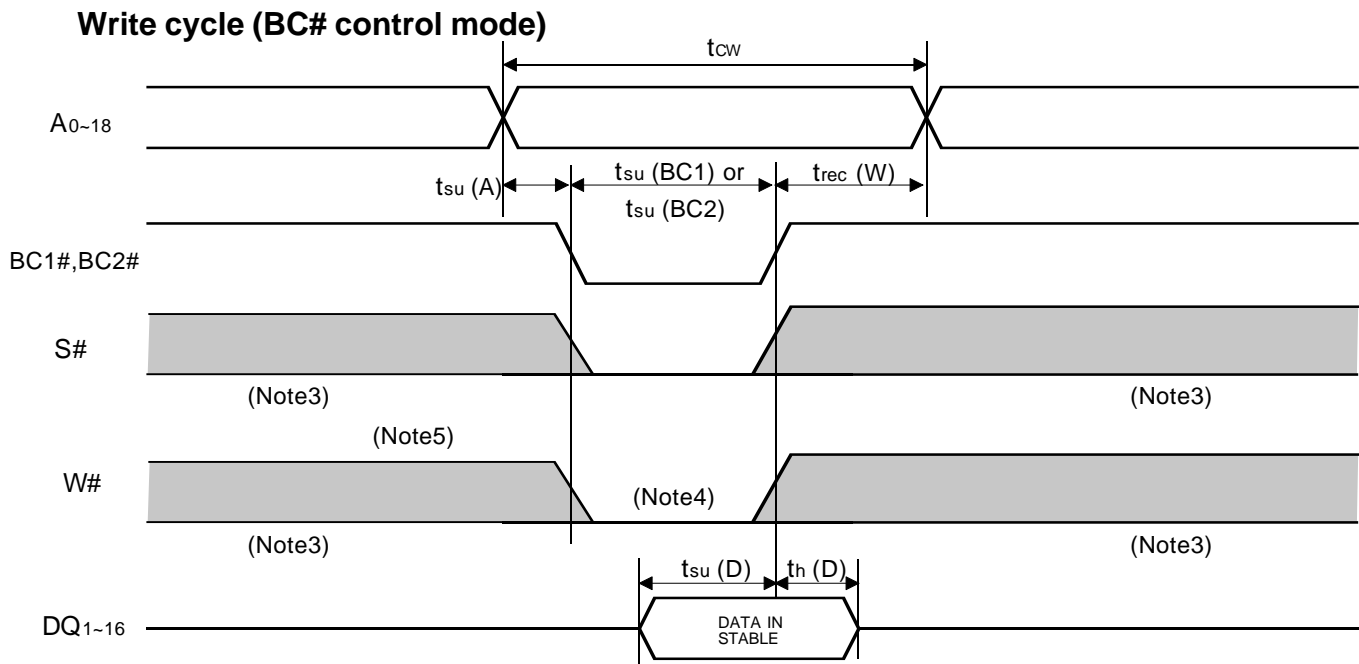 Write cycle (BC# control mode)
tCW
A0~18
tsu (A)
tsu (BC1) or
tsu (BC2)
trec (W)
BC1#,BC2#
S#
(Note3)
(Note3)
(Note5)
W#
(Note4)
(Note3)
(Note3)
tsu (D)
th (D)
DQ1~16
DATA IN
STABLE